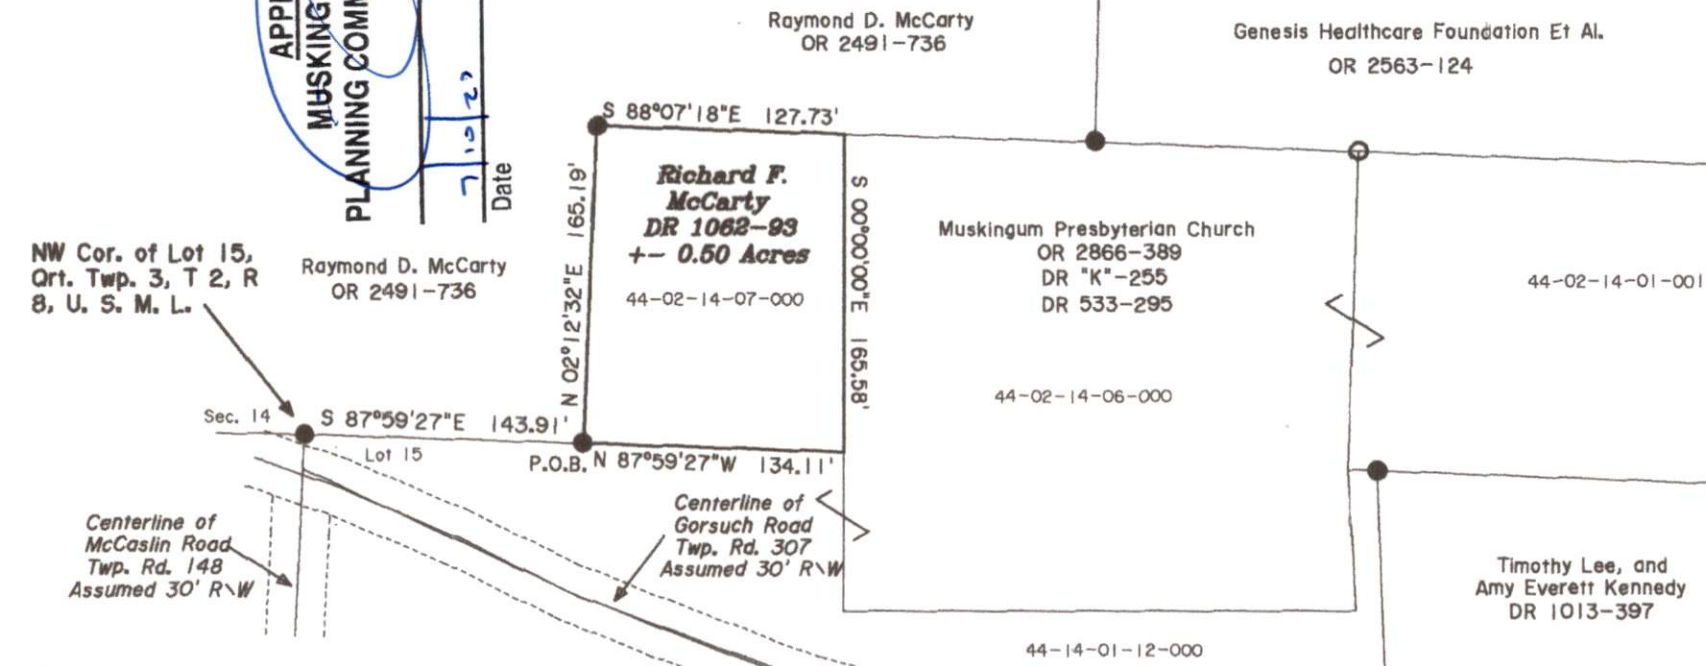 Raymond D. McCarty
OR 2491-736
Genesis Healthcare Foundation Et Al.
OR 2563-124
MUSKING
PLANNING COMM
Date
S 88°07'18"E 127.73'
N 02°12'32"E 165.19'
Richard F.
McCarty
DR 1062-93
+- 0.50 Acres
44-02-14-07-000
S 00°00'00"E 165.58'
Muskingum Presbyterian Church
OR 2866-389
DR "K"-255
DR 533-295
44-02-14-06-000
44-02-14-01-001
NW Cor. of Lot 15,
Qrt. Twp. 3, T 2, R
8, U. S. M. L.
Raymond D. McCarty
OR 2491-736
Sec. 14
S 87°59'27"E 143.91'
Lot 15
P.O.B.
N 87°59'27"W 134.11'
Centerline of
McCaslin Road
Twp. Rd. 148
Assumed 30' R\W
Centerline of
Gorsuch Road
Twp. Rd. 307
Assumed 30' R\W
Timothy Lee, and
Amy Everett Kennedy
DR 1013-397
44-14-01-12-000